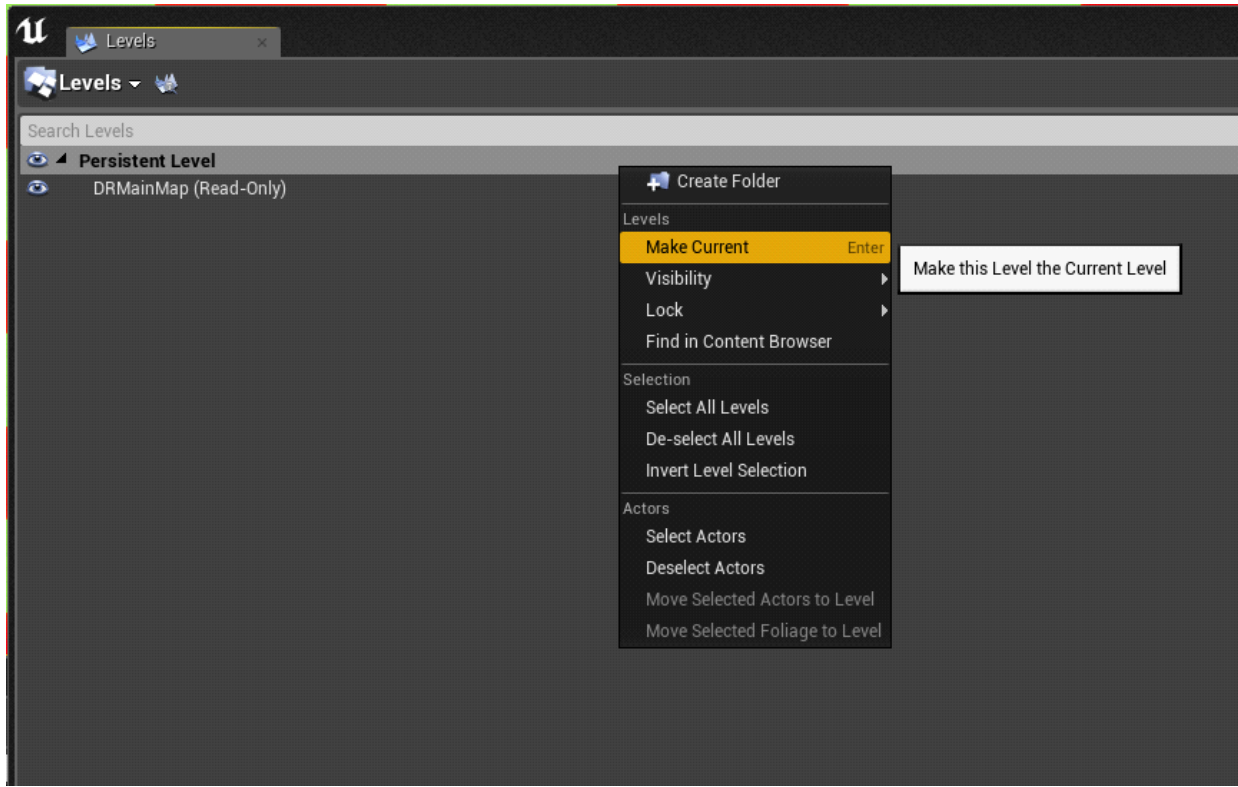 Levels
Levels
Search Levels
Persistent Level
DRMainMap (Read-Only)
Create Folder
Levels
Make Current Enter
Make this Level the Current Level
Visibility
Lock
Find in Content Browser
Selection
Select All Levels
De-select All Levels
Invert Level Selection
Actors
Select Actors
Deselect Actors
Move Selected Actors to Level
Move Selected Foliage to Level